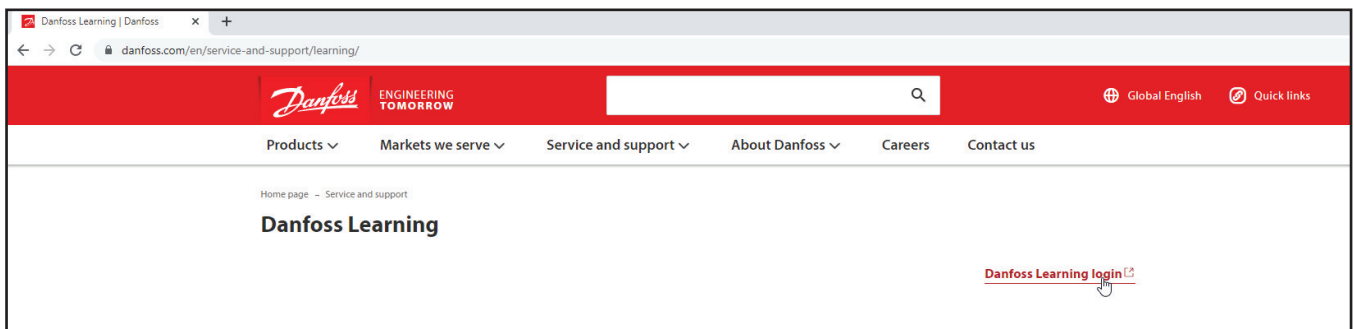 Danfoss Learning | Danfoss
danfoss.com/en/service-and-support/learning/
Danfoss ENGINEERING TOMORROW
Global English Quick links
Products Markets we serve Service and support About Danfoss Careers Contact us
Home page – Service and support
Danfoss Learning
Danfoss Learning login